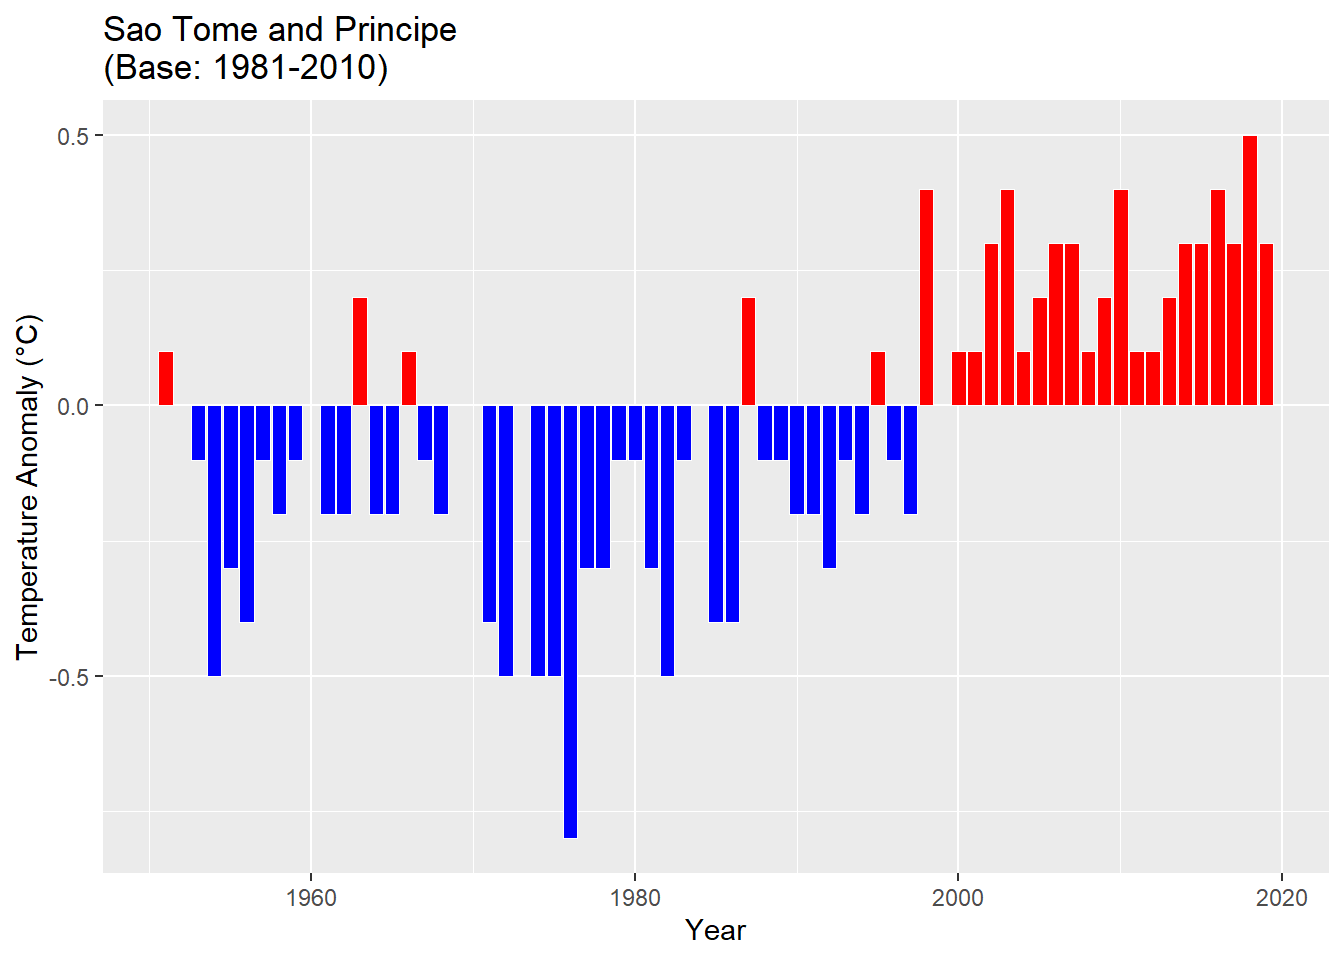 Sao Tome and Principe
(Base: 1981-2010)
Temperature Anomaly (°C)
0.5
0.0
-0.5
1960
1980
2000
2020
Year